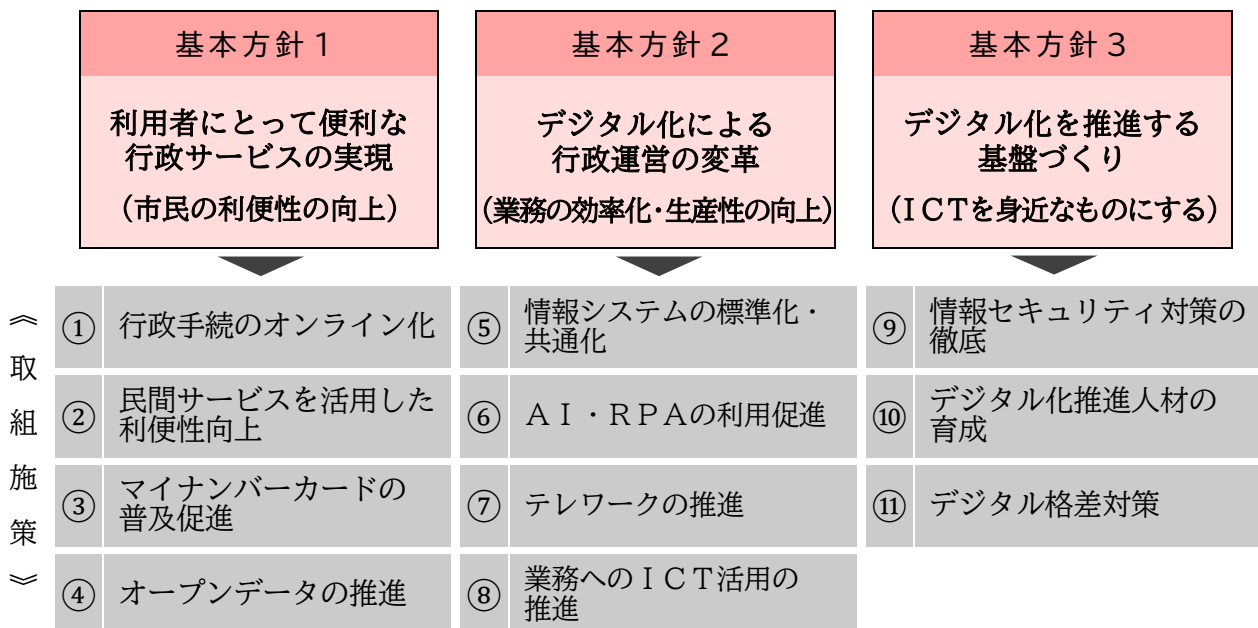 基本方針１
利用者にとって便利な
行政サービスの実現
（市民の利便性の向上）
基本方針２
デジタル化による
行政運営の変革
（業務の効率化・生産性の向上）
基本方針３
デジタル化を推進する
基盤づくり
（ＩＣＴを身近なものにする）
《取組施策》
① 行政手続のオンライン化
② 民間サービスを活用した
利便性向上
③ マイナンバーカードの
普及促進
④ オープンデータの推進
⑤ 情報システムの標準化・
共通化
⑥ ＡＩ・ＲＰＡの利用促進
⑦ テレワークの推進
⑧ 業務へのＩＣＴ活用の
推進
⑨ 情報セキュリティ対策の
徹底
⑩ デジタル化推進人材の
育成
⑪ デジタル格差対策